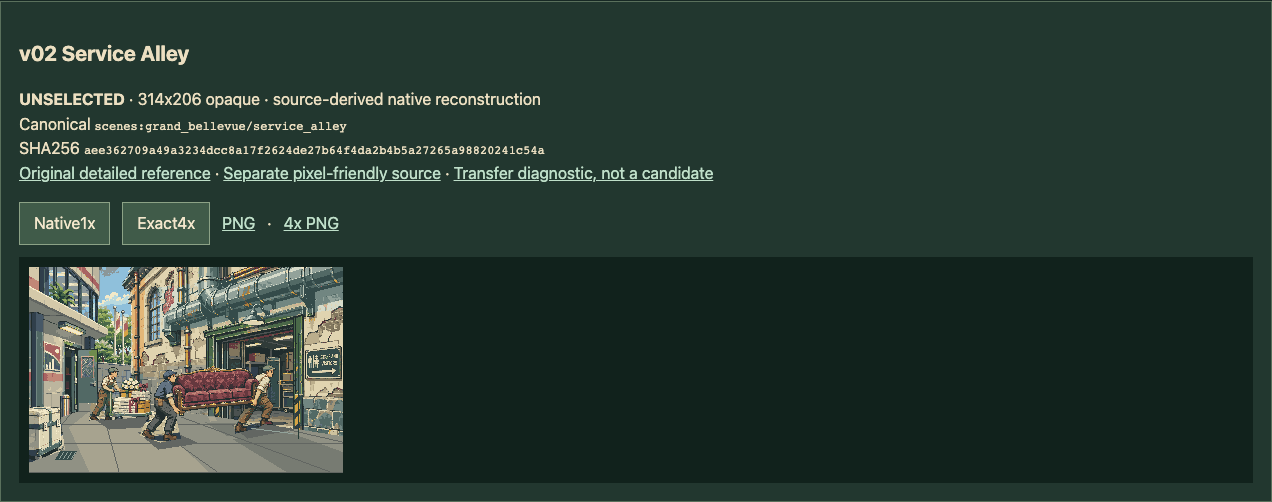 v02 Service Alley
UNSELECTED · 314x206 opaque · source-derived native reconstruction
Canonical scenes:grand_bellevue/service_alley
SHA256 aee362709a49a3234dcc8a17f2624de27b64f4da2b4b5a27265a98820241c54a
Original detailed reference · Separate pixel-friendly source · Transfer diagnostic, not a candidate
Native1x Exact4x PNG · 4x PNG